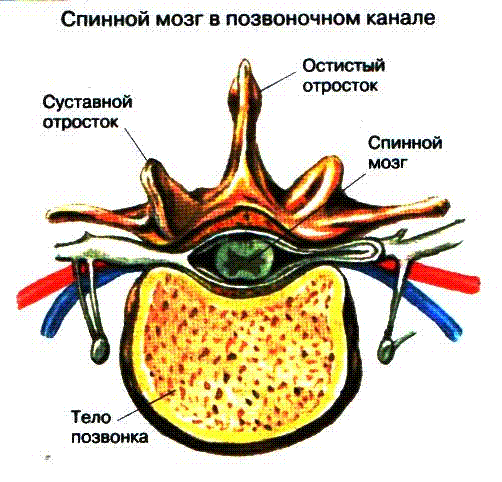 Спинной мозг в позвоночном канале
Остистый
отросток
Суставной
отросток
Спинной
мозг
Тело
позвонка